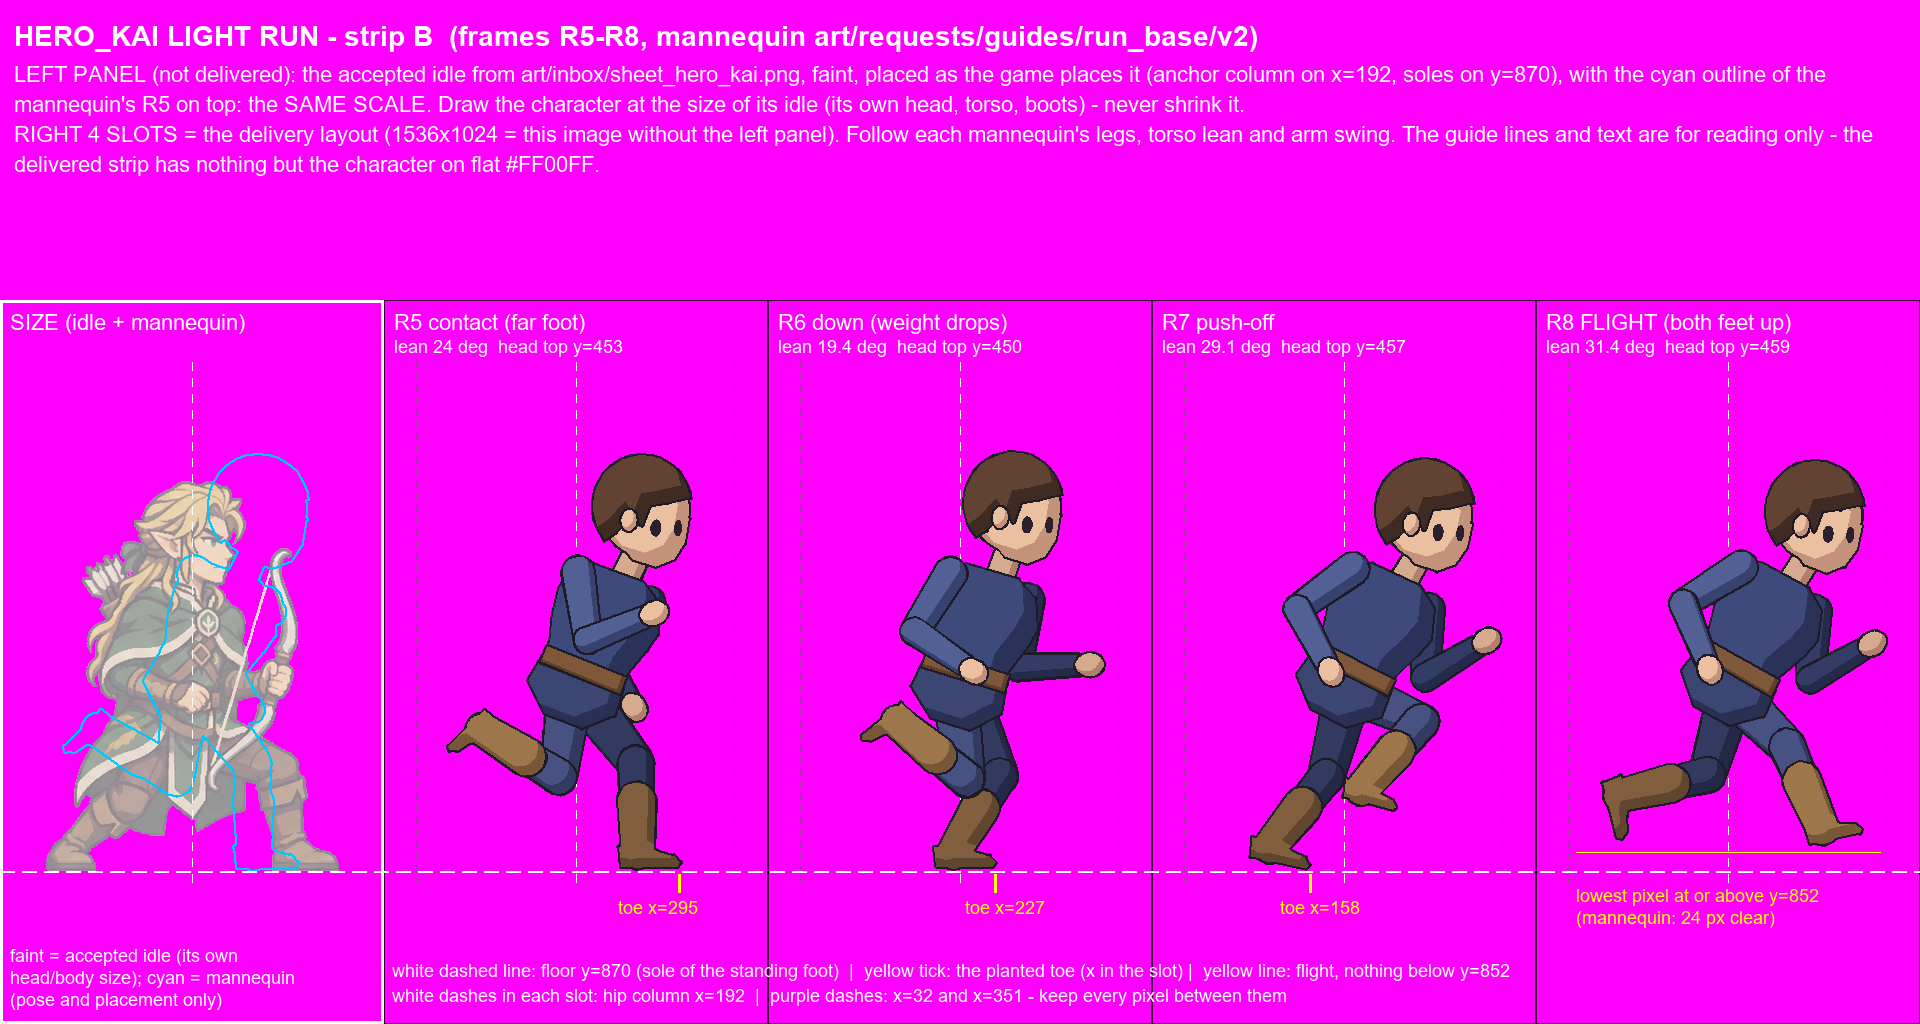 HERO_KAI LIGHT RUN - strip B  (frames R5-R8, mannequin art/requests/guides/run_base/v2)
LEFT PANEL (not delivered): the accepted idle from art/inbox/sheet_hero_kai.png, faint, placed as the game places it (anchor column on x=192, soles on y=870), with the cyan outline of the
mannequin's R5 on top: the SAME SCALE. Draw the character at the size of its idle (its own head, torso, boots) - never shrink it.
RIGHT 4 SLOTS = the delivery layout (1536x1024 = this image without the left panel). Follow each mannequin's legs, torso lean and arm swing. The guide lines and text are for reading only - the
delivered strip has nothing but the character on flat #FF00FF.
SIZE (idle + mannequin)
R5 contact (far foot)
lean 24 deg  head top y=453
R6 down (weight drops)
lean 19.4 deg  head top y=450
R7 push-off
lean 29.1 deg  head top y=457
R8 FLIGHT (both feet up)
lean 31.4 deg  head top y=459
toe x=295
toe x=227
toe x=158
lowest pixel at or above y=852
(mannequin: 24 px clear)
faint = accepted idle (its own
head/body size); cyan = mannequin
(pose and placement only)
white dashed line: floor y=870 (sole of the standing foot)  |  yellow tick: the planted toe (x in the slot) |  yellow line: flight, nothing below y=852
white dashes in each slot: hip column x=192  |  purple dashes: x=32 and x=351 - keep every pixel between them